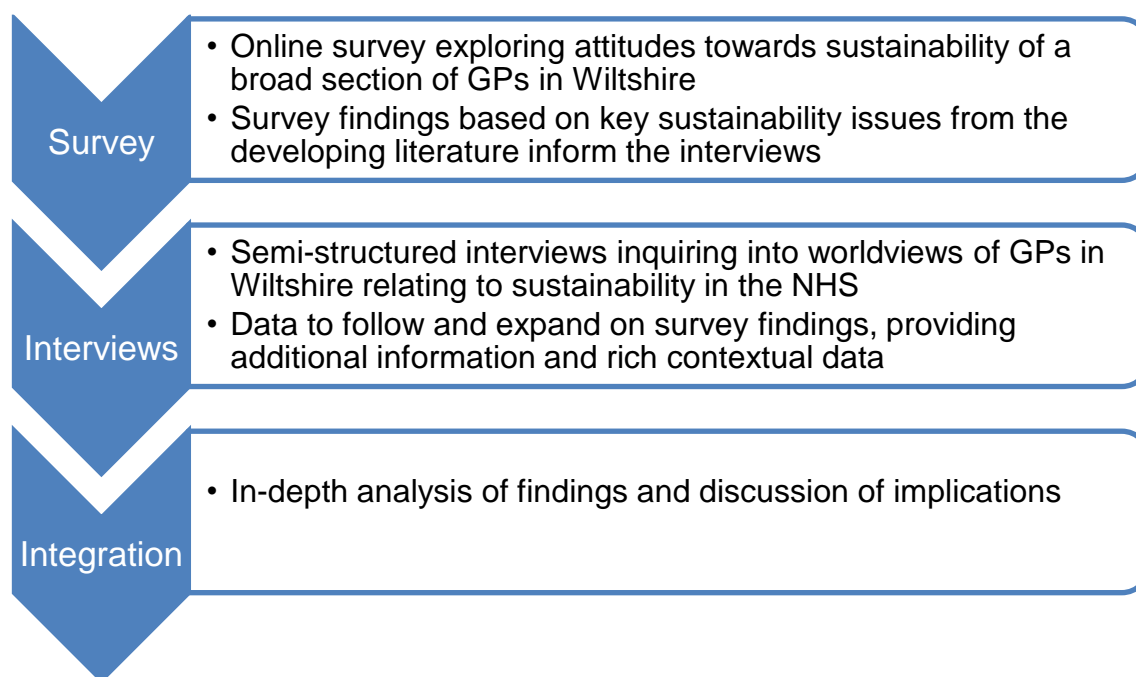 Survey
• Online survey exploring attitudes towards sustainability of a
broad section of GPs in Wiltshire
• Survey findings based on key sustainability issues from the
developing literature inform the interviews
Interviews
• Semi-structured interviews inquiring into worldviews of GPs in
Wiltshire relating to sustainability in the NHS
• Data to follow and expand on survey findings, providing
additional information and rich contextual data
Integration
• In-depth analysis of findings and discussion of implications